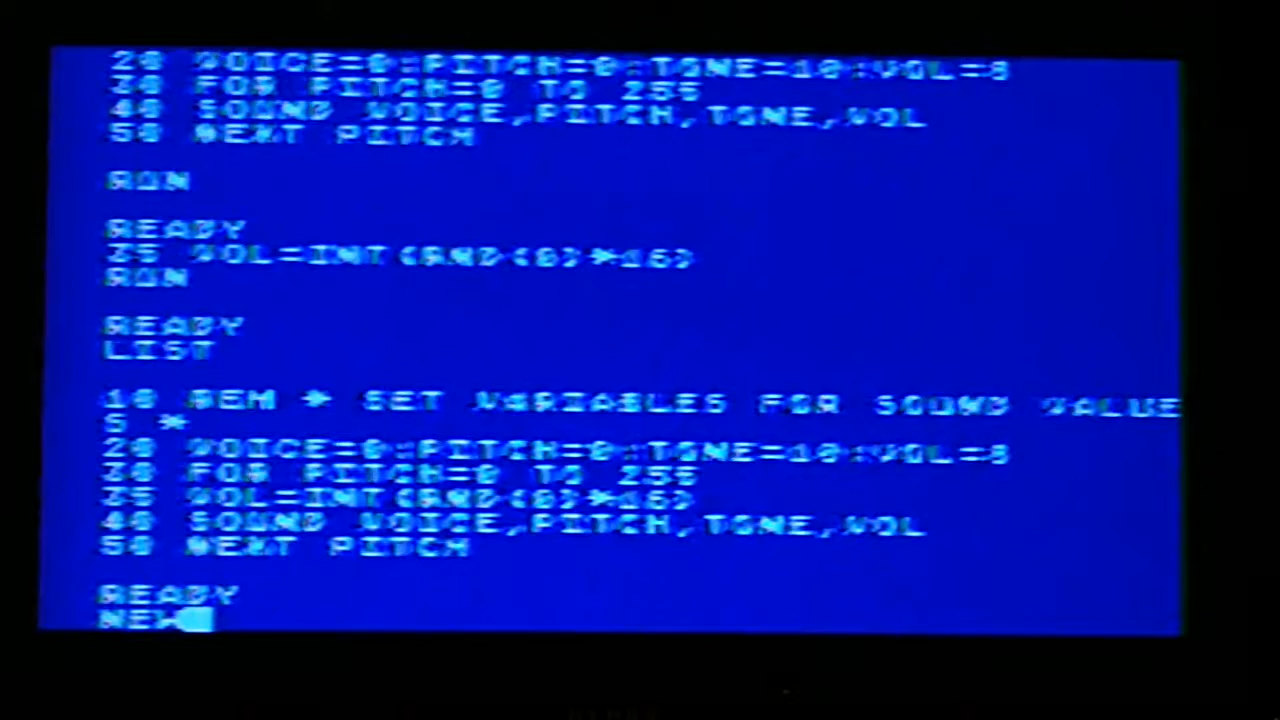 20 VOICE=0:PITCH=0:TONE=10:VOL=8
30 FOR PITCH=0 TO 255
40 SOUND VOICE,PITCH,TONE,VOL
50 NEXT PITCH
RUN
READY
35 VOL=INT(RND(0)*16)
RUN
READY
LIST
10 REM * SET VARIABLES FOR SOUND VALUE
S *
20 VOICE=0:PITCH=0:TONE=10:VOL=8
30 FOR PITCH=0 TO 255
35 VOL=INT(RND(0)*16)
40 SOUND VOICE,PITCH,TONE,VOL
50 NEXT PITCH
READY
NEW